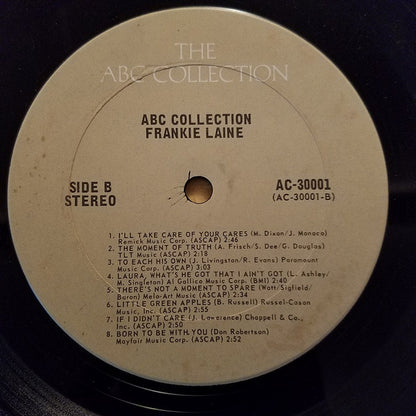 THE
ABC COLLECTION
ABC COLLECTION
FRANKIE LAINE
SIDE B
STEREO
AC-30001
(AC-30001-B)
1. I'LL TAKE CARE OF YOUR CARES (M. Dixon/J. Monaco)
Remick Music Corp. (ASCAP) 2:46
2. THE MOMENT OF TRUTH (A. Frisch/S. Dee/G. Douglas)
TLT Music (ASCAP) 2:18
3. TO EACH HIS OWN (J. Livingston/R. Evans) Paramount
Music Corp. (ASCAP) 3:03
4. LAURA, WHAT'S HE GOT THAT I AIN'T GOT (L. Ashley/
M. Singleton) Al Gallico Music Corp. (BMI) 2:40
5. THERE'S NOT A MOMENT TO SPARE (Watt/Sigfield/
Baron) Melo-Art Music (ASCAP) 2:34
6. LITTLE GREEN APPLES (B. Russell) Russel-Cason
Music, Inc. (ASCAP) 2:55
7. IF I DIDN'T CARE (J. Lawerence) Chappell & Co.,
Inc. (ASCAP) 2:50
8. BORN TO BE WITH YOU (Don Robertson)
Mayfair Music Corp. (ASCAP) 2:52